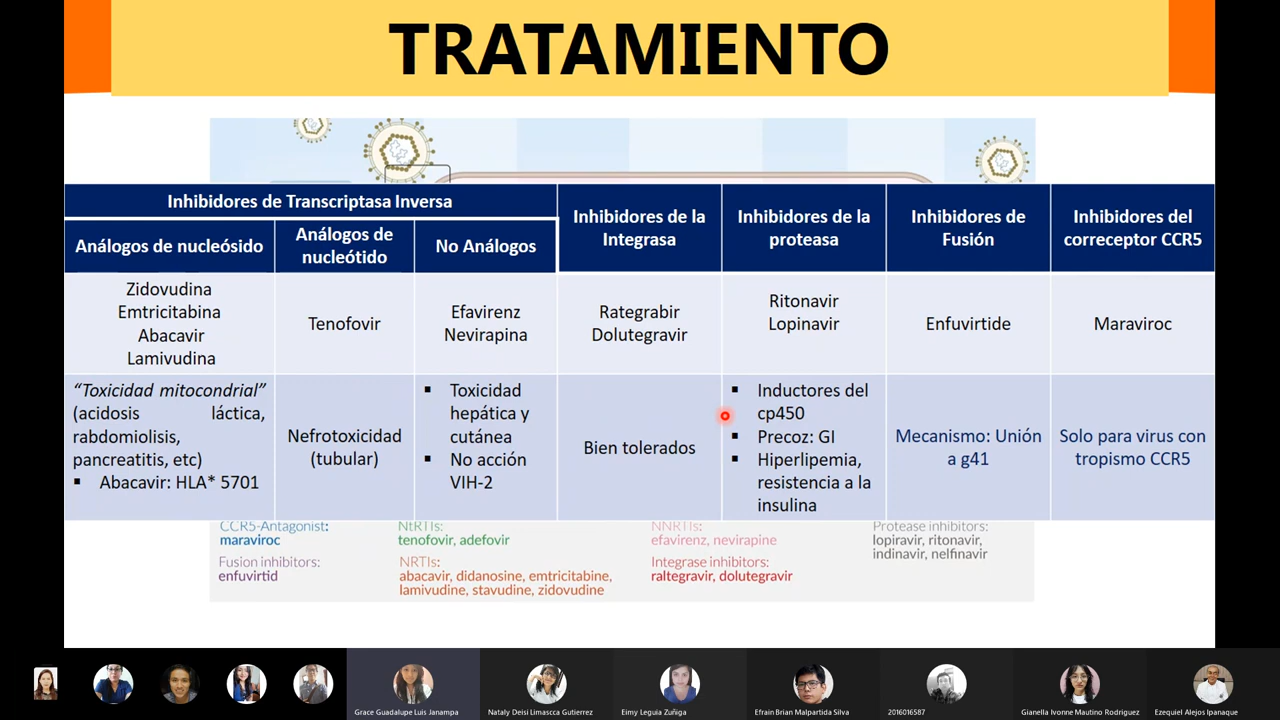 TRATAMIENTO
Inhibidores de Transcriptasa Inversa
Análogos de nucleósido
Análogos de
nucleótido
No Análogos
Inhibidores de la
Integrasa
Inhibidores de la
proteasa
Inhibidores de
Fusión
Inhibidores del
correceptor CCR5
Zidovudina
Emtricitabina
Abacavir
Lamivudina
Tenofovir
Efavirenz
Nevirapina
Rategrabir
Dolutegravir
Ritonavir
Lopinavir
Enfuvirtide
Maraviroc
“Toxicidad mitocondrial”
(acidosis láctica,
rabdomiolisis,
pancreatitis, etc)
▪ Abacavir: HLA* 5701
Nefrotoxicidad
(tubular)
▪ Toxicidad
hepática y
cutánea
▪ No acción
VIH-2
Bien tolerados
▪ Inductores del
cp450
▪ Precoz: GI
▪ Hiperlipemia,
resistencia a la
insulina
Mecanismo: Unión
a g41
Solo para virus con
tropismo CCR5
CCR5-Antagonist:
maraviroc
Fusion inhibitors:
enfuvirtid
NtRTIs:
tenofovir, adefovir
NRTIs:
abacavir, didanosine, emtricitabine,
lamivudine, stavudine, zidovudine
NNRTIs:
efavirenz, nevirapine
Integrase inhibitors:
raltegravir, dolutegravir
Protease inhibitors:
lopiravir, ritonavir,
indinavir, nelfinavir
Grace Guadalupe Luis Janampa
Nataly Deisi Limascca Gutierrez
Eimy Leguia Zuñiga
Efrain Brian Malpartida Silva
2016016587
Gianella Ivonne Mautino Rodriguez
Ezequiel Alejos Ipanaque